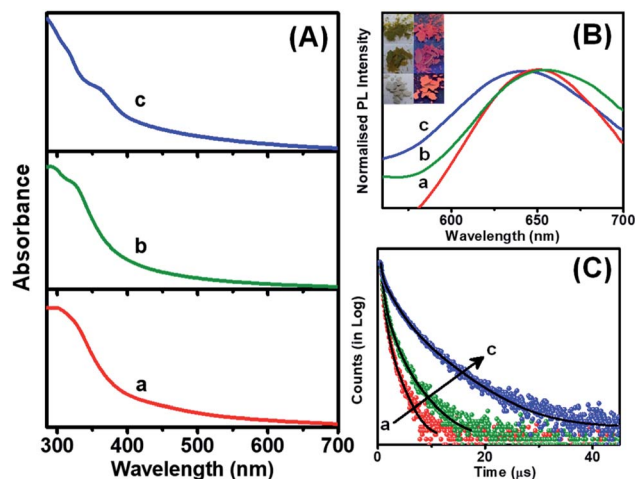 (A)
c
b
a
Absorbance
300 400 500 600 700
Wavelength (nm)
(B)
c
b
a
Normalised PL Intensity
600 650 700
Wavelength (nm)
(C)
c
a
Counts (in Log)
0 20 40
Time (µs)